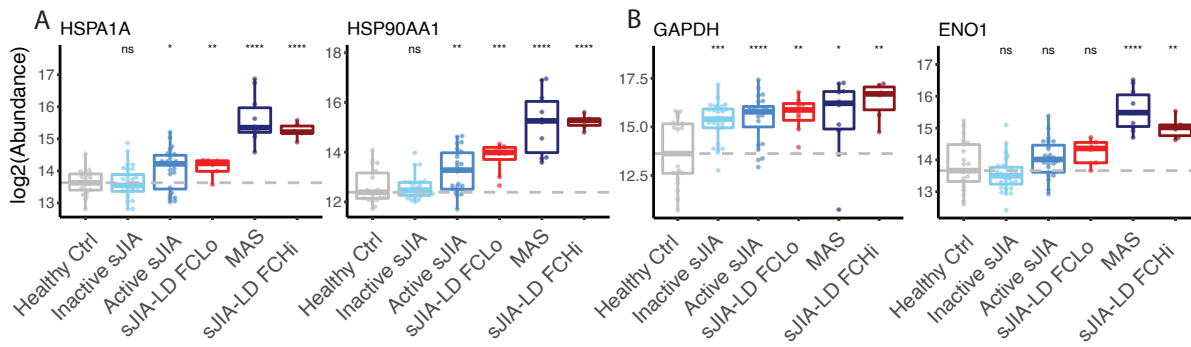 A
HSPA1A
ns * ** **** ****
log2(Abundance)
16
15
14
13
Healthy Ctrl
Inactive sJIA
Active sJIA
sJIA-LD FCLo
MAS
sJIA-LD FCHi
HSP90AA1
ns ** *** **** ****
18
16
14
12
Healthy Ctrl
Inactive sJIA
Active sJIA
sJIA-LD FCLo
MAS
sJIA-LD FCHi
B
GAPDH
*** **** ** * **
17.5
15.0
12.5
Healthy Ctrl
Inactive sJIA
Active sJIA
sJIA-LD FCLo
MAS
sJIA-LD FCHi
ENO1
ns ns ns **** **
16
15
14
13
Healthy Ctrl
Inactive sJIA
Active sJIA
sJIA-LD FCLo
MAS
sJIA-LD FCHi